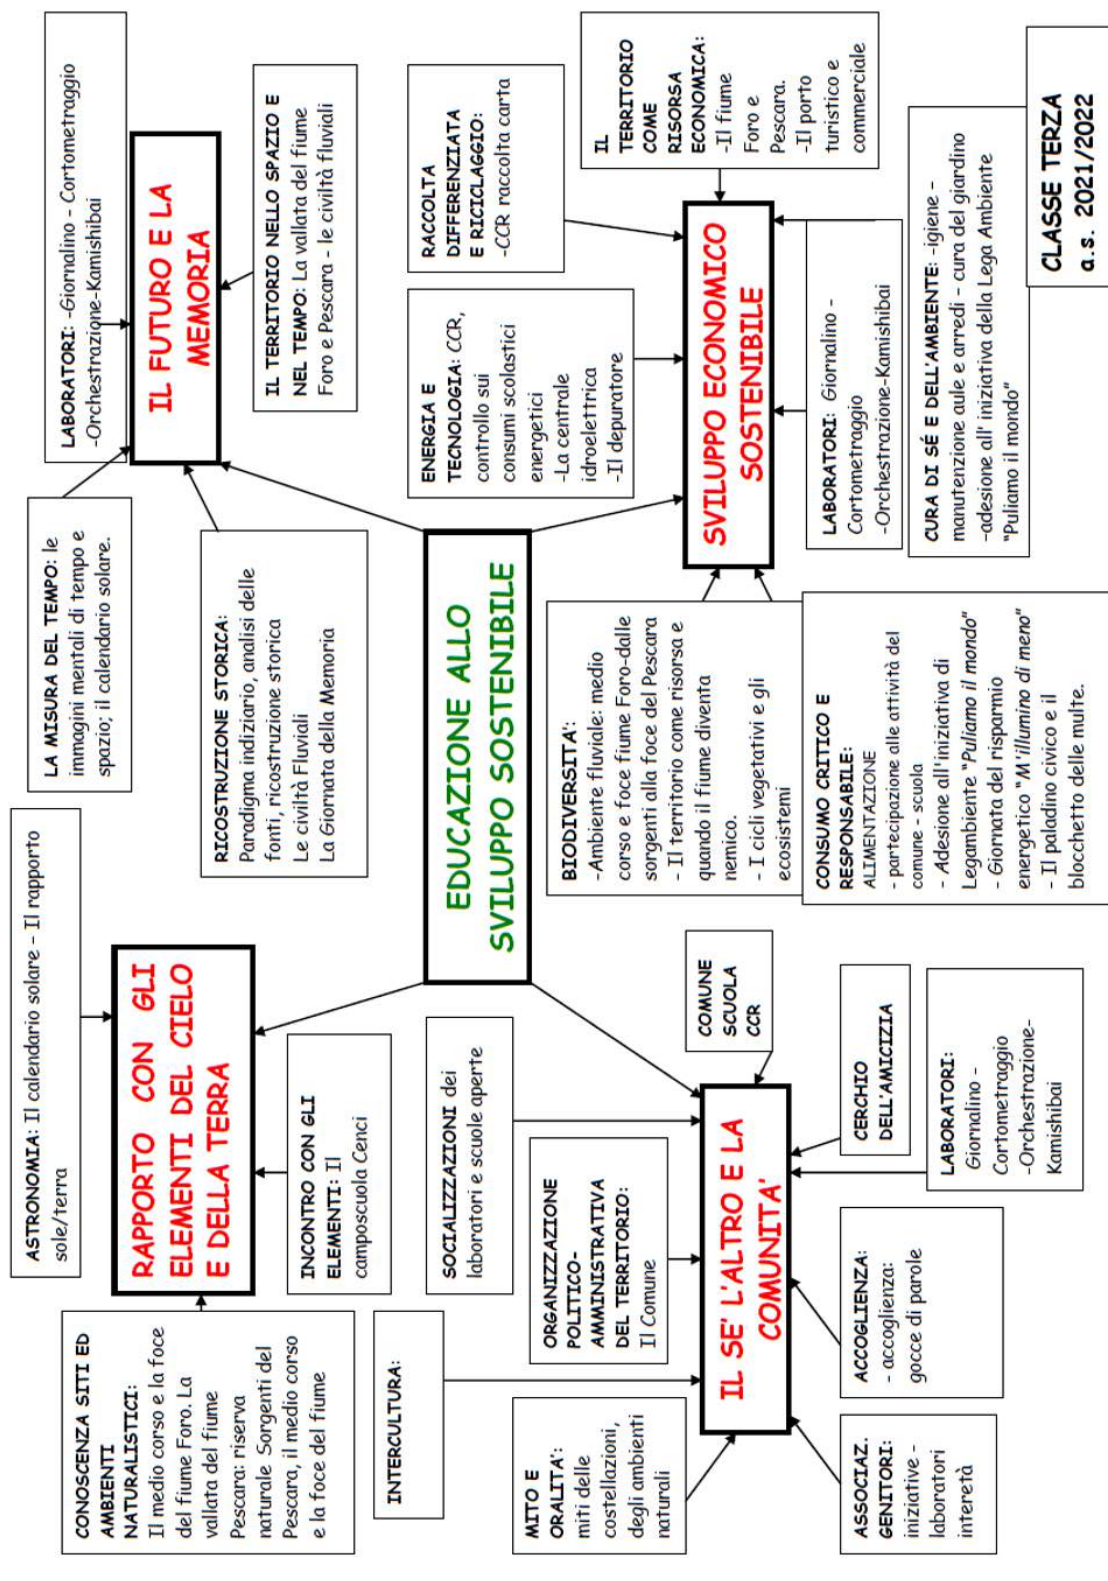 ASTRONOMIA: Il calendario solare – Il rapporto
sole/terra
RAPPORTO CON GLI
ELEMENTI DEL CIELO
E DELLA TERRA
CONOSCENZA SITI ED
AMBIENTI
NATURALISTICI:
Il medio corso e la foce
del fiume Foro. La
vallata del fiume
Pescara: riserva
naturale Sorgenti del
Pescara, il medio corso
e la foce del fiume
INCONTRO CON GLI
ELEMENTI: Il
camposcuola Cenci
LA MISURA DEL TEMPO: le
immagini mentali di tempo e
spazio; il calendario solare.
LABORATORI: -Giornalino - Cortometraggio
-Orchestrazione-Kamishibai
IL FUTURO E LA
MEMORIA
RICOSTRUZIONE STORICA:
Paradigma indiziario, analisi delle
fonti, ricostruzione storica
Le civiltà Fluviali
La Giornata della Memoria
IL TERRITORIO NELLO SPAZIO E
NEL TEMPO: La vallata del fiume
Foro e Pescara - le civiltà fluviali
EDUCAZIONE ALLO
SVILUPPO SOSTENIBILE
INTERCULTURA:
SOCIALIZZAZIONI dei
laboratori e scuole aperte
MITO E
ORALITA':
miti delle
costellazioni,
degli ambienti
naturali
ORGANIZZAZIONE
POLITICO-
AMMINISTRATIVA
DEL TERRITORIO:
Il Comune
COMUNE
SCUOLA
CCR
IL SE' L'ALTRO E LA
COMUNITA'
ASSOCIAZ.
GENITORI:
iniziative -
laboratori
interetà
ACCOGLIENZA:
- accoglienza:
gocce di parole
CERCHIO
DELL'AMICIZIA
LABORATORI:
Giornalino -
Cortometraggio
-Orchestrazione-
Kamishibai
ENERGIA E
TECNOLOGIA: CCR,
controllo sui
consumi scolastici
energetici
-La centrale
idroelettrica
-Il depuratore
RACCOLTA
DIFFERENZIATA
E RICICLAGGIO:
-CCR raccolta carta
IL
TERRITORIO
COME
RISORSA
ECONOMICA:
-Il fiume
Foro e
Pescara.
-Il porto
turistico e
commerciale
BIODIVERSITA':
- Ambiente fluviale: medio
corso e foce fiume Foro-dalle
sorgenti alla foce del Pescara
- Il territorio come risorsa e
quando il fiume diventa
nemico.
- I cicli vegetativi e gli
ecosistemi
SVILUPPO ECONOMICO
SOSTENIBILE
CONSUMO CRITICO E
RESPONSABILE:
ALIMENTAZIONE
- partecipazione alle attività del
comune - scuola
- Adesione all'iniziativa di
Legambiente "Puliamo il mondo"
- Giornata del risparmio
energetico "M'illumino di meno"
- Il paladino civico e il
blocchetto delle multe.
LABORATORI: Giornalino -
Cortometraggio
-Orchestrazione-Kamishibai
CURA DI SÉ E DELL'AMBIENTE: -igiene -
manutenzione aule e arredi – cura del giardino
-adesione all' iniziativa della Lega Ambiente
"Puliamo il mondo"
CLASSE TERZA
a.s. 2021/2022